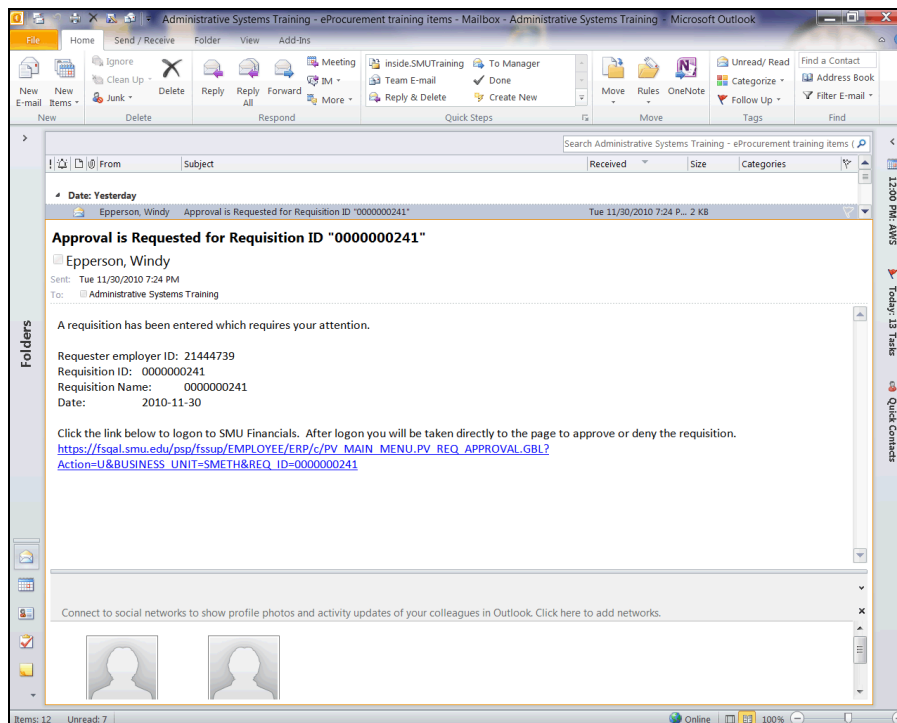 Administrative Systems Training - eProcurement training items - Mailbox - Administrative Systems Training - Microsoft Outlook
File Home Send / Receive Folder View Add-Ins
New E-mail
New Items
New
Ignore
Clean Up
Junk
Delete
Delete
Reply
Reply All
Forward
Meeting
IM
More
Respond
inside.SMUTraining
To Manager
Team E-mail
Done
Reply & Delete
Create New
Quick Steps
Move
Rules
OneNote
Move
Unread/ Read
Categorize
Follow Up
Tags
Find a Contact
Address Book
Filter E-mail
Find
Search Administrative Systems Training - eProcurement training items (
From Subject Received Size Categories
Date: Yesterday
Epperson, Windy Approval is Requested for Requisition ID "0000000241" Tue 11/30/2010 7:24 P... 2 KB
Approval is Requested for Requisition ID "0000000241"
Epperson, Windy
Sent: Tue 11/30/2010 7:24 PM
To: Administrative Systems Training
A requisition has been entered which requires your attention.
Requester employer ID: 21444739
Requisition ID: 0000000241
Requisition Name: 0000000241
Date: 2010-11-30
Click the link below to logon to SMU Financials. After logon you will be taken directly to the page to approve or deny the requisition.
https://fsqal.smu.edu/psp/fssup/EMPLOYEE/ERP/c/PV_MAIN_MENU.PV_REQ_APPROVAL.GBL?
Action=U&BUSINESS_UNIT=SMETH&REQ_ID=0000000241
Connect to social networks to show profile photos and activity updates of your colleagues in Outlook. Click here to add networks.
Folders
12:00 PM: AWS
Today: 13 Tasks
Quick Contacts
Items: 12 Unread: 7
Online 100%